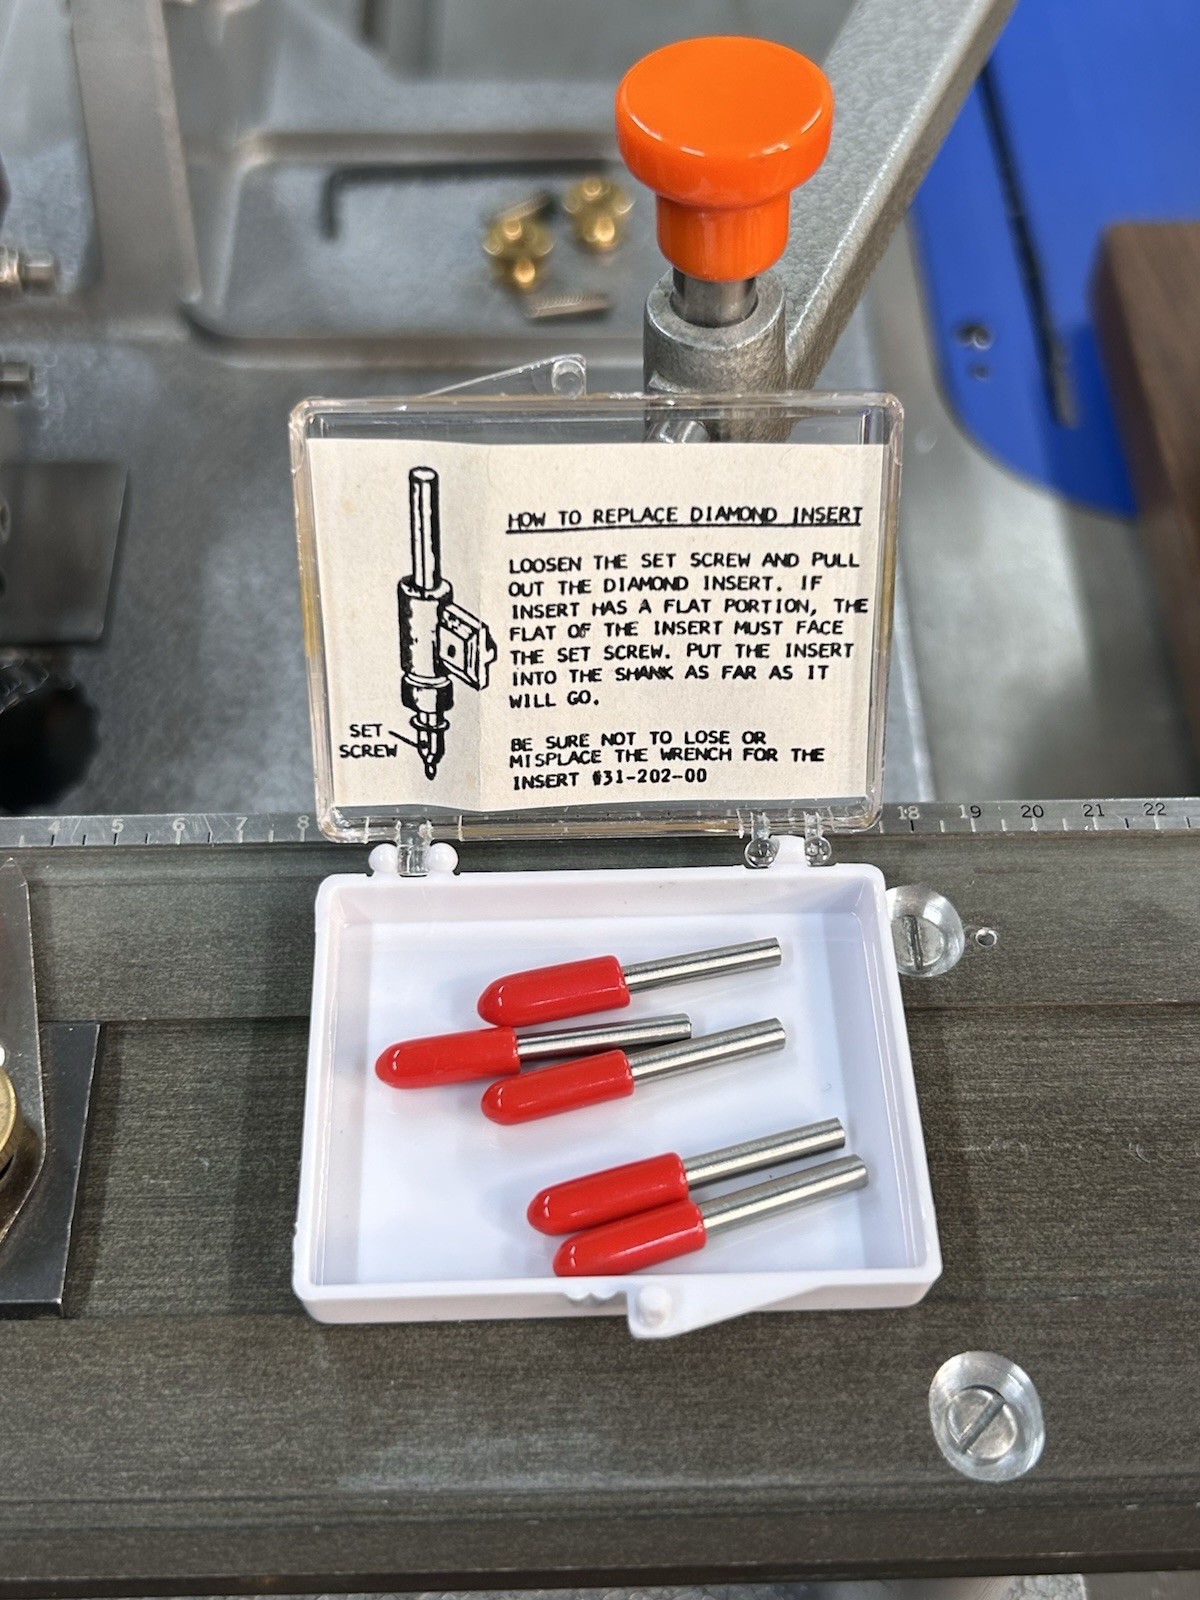 HOW TO REPLACE DIAMOND INSERT
LOOSEN THE SET SCREW AND PULL
OUT THE DIAMOND INSERT. IF
INSERT HAS A FLAT PORTION, THE
FLAT OF THE INSERT MUST FACE
THE SET SCREW. PUT THE INSERT
INTO THE SHANK AS FAR AS IT
WILL GO.
SET
SCREW
BE SURE NOT TO LOSE OR
MISPLACE THE WRENCH FOR THE
INSERT #31-202-00
4 5 6 7 8 18 19 20 21 22